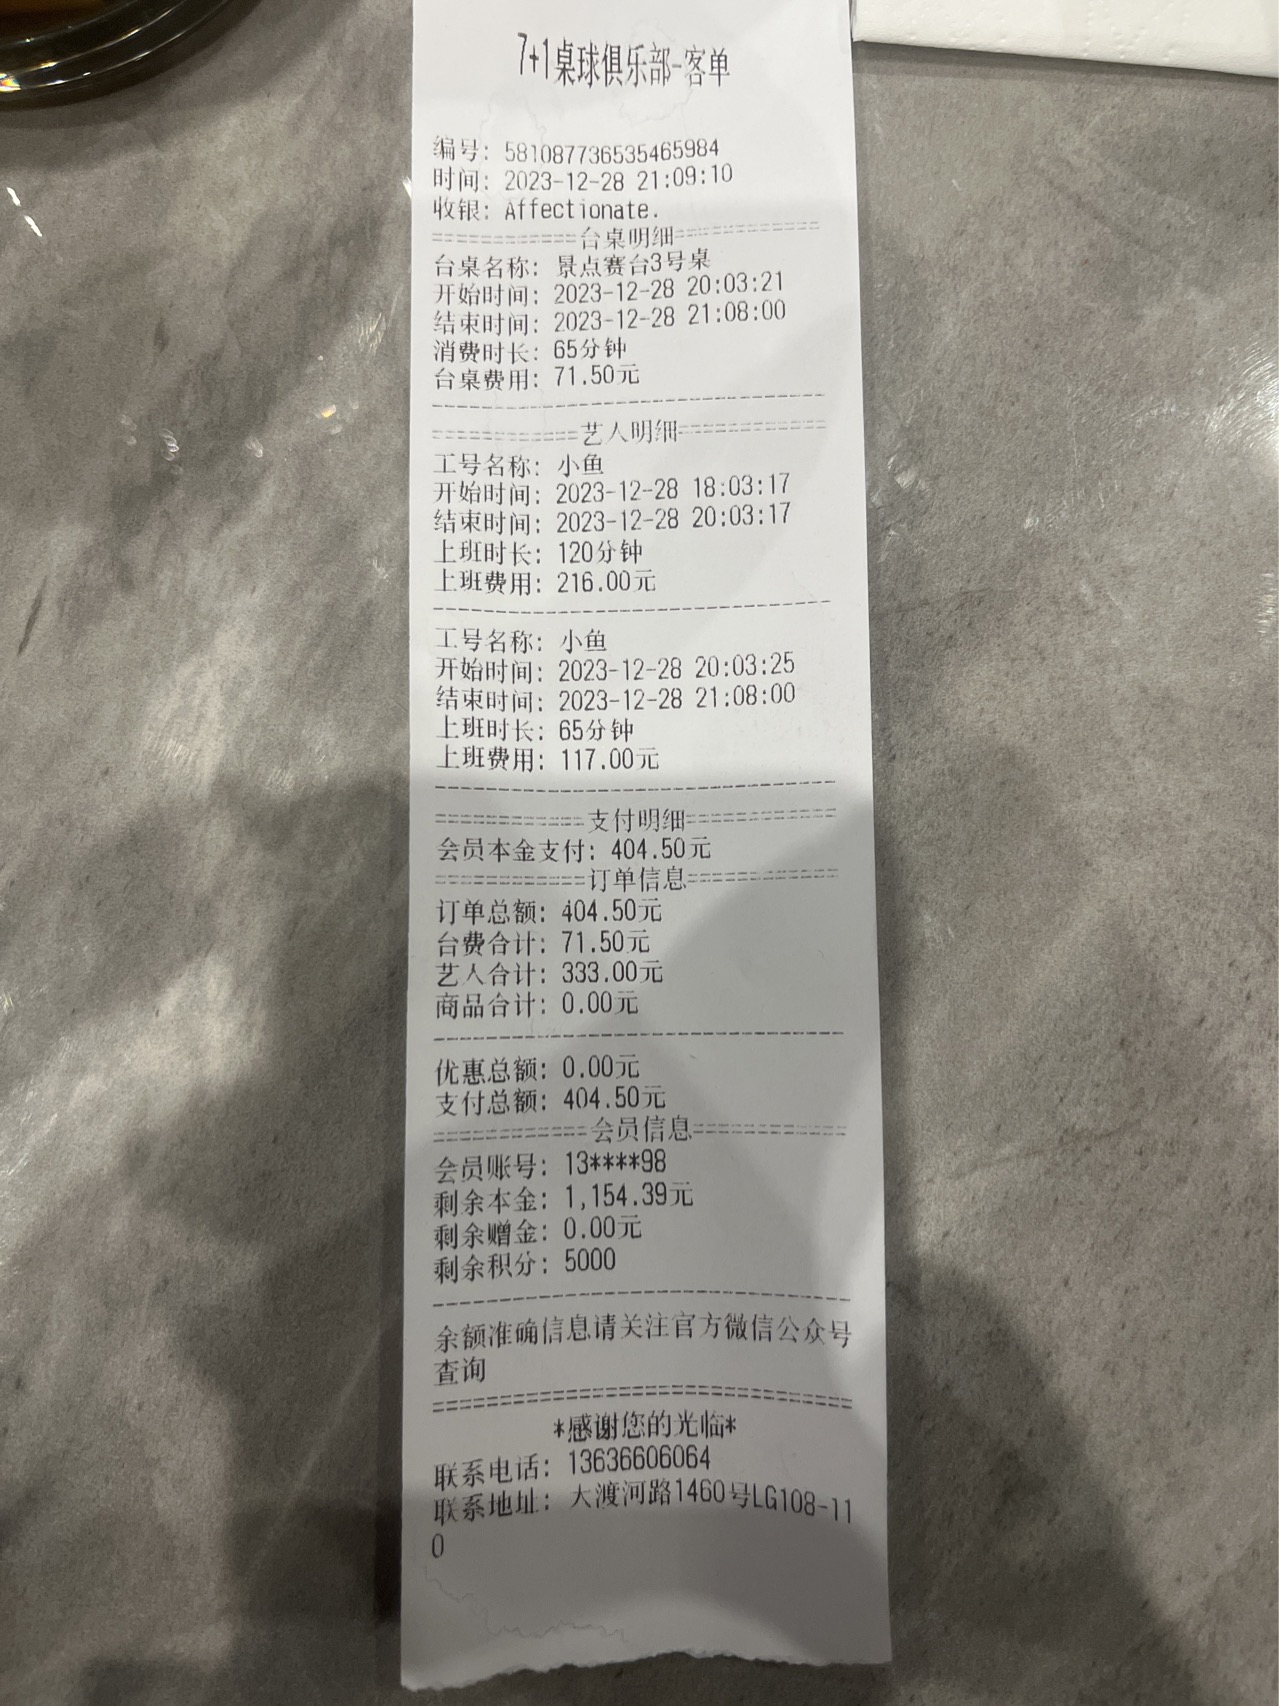 7+1桌球俱乐部-客单
编号: 581087736535465984
时间: 2023-12-28 21:09:10
收银: Affectionate.
===========台桌明细===========
台桌名称: 景点赛台3号桌
开始时间: 2023-12-28 20:03:21
结束时间: 2023-12-28 21:08:00
消费时长: 65分钟
台桌费用: 71.50元
--------------------------------
===========艺人明细===========
工号名称: 小鱼
开始时间: 2023-12-28 18:03:17
结束时间: 2023-12-28 20:03:17
上班时长: 120分钟
上班费用: 216.00元
--------------------------------
工号名称: 小鱼
开始时间: 2023-12-28 20:03:25
结束时间: 2023-12-28 21:08:00
上班时长: 65分钟
上班费用: 117.00元
--------------------------------
===========支付明细===========
会员本金支付: 404.50元
===========订单信息===========
订单总额: 404.50元
台费合计: 71.50元
艺人合计: 333.00元
商品合计: 0.00元
--------------------------------
优惠总额: 0.00元
支付总额: 404.50元
===========会员信息===========
会员账号: 13****98
剩余本金: 1,154.39元
剩余赠金: 0.00元
剩余积分: 5000
--------------------------------
余额准确信息请关注官方微信公众号
查询
================================
*感谢您的光临*
联系电话: 13636606064
联系地址: 大渡河路1460号LG108-11
0